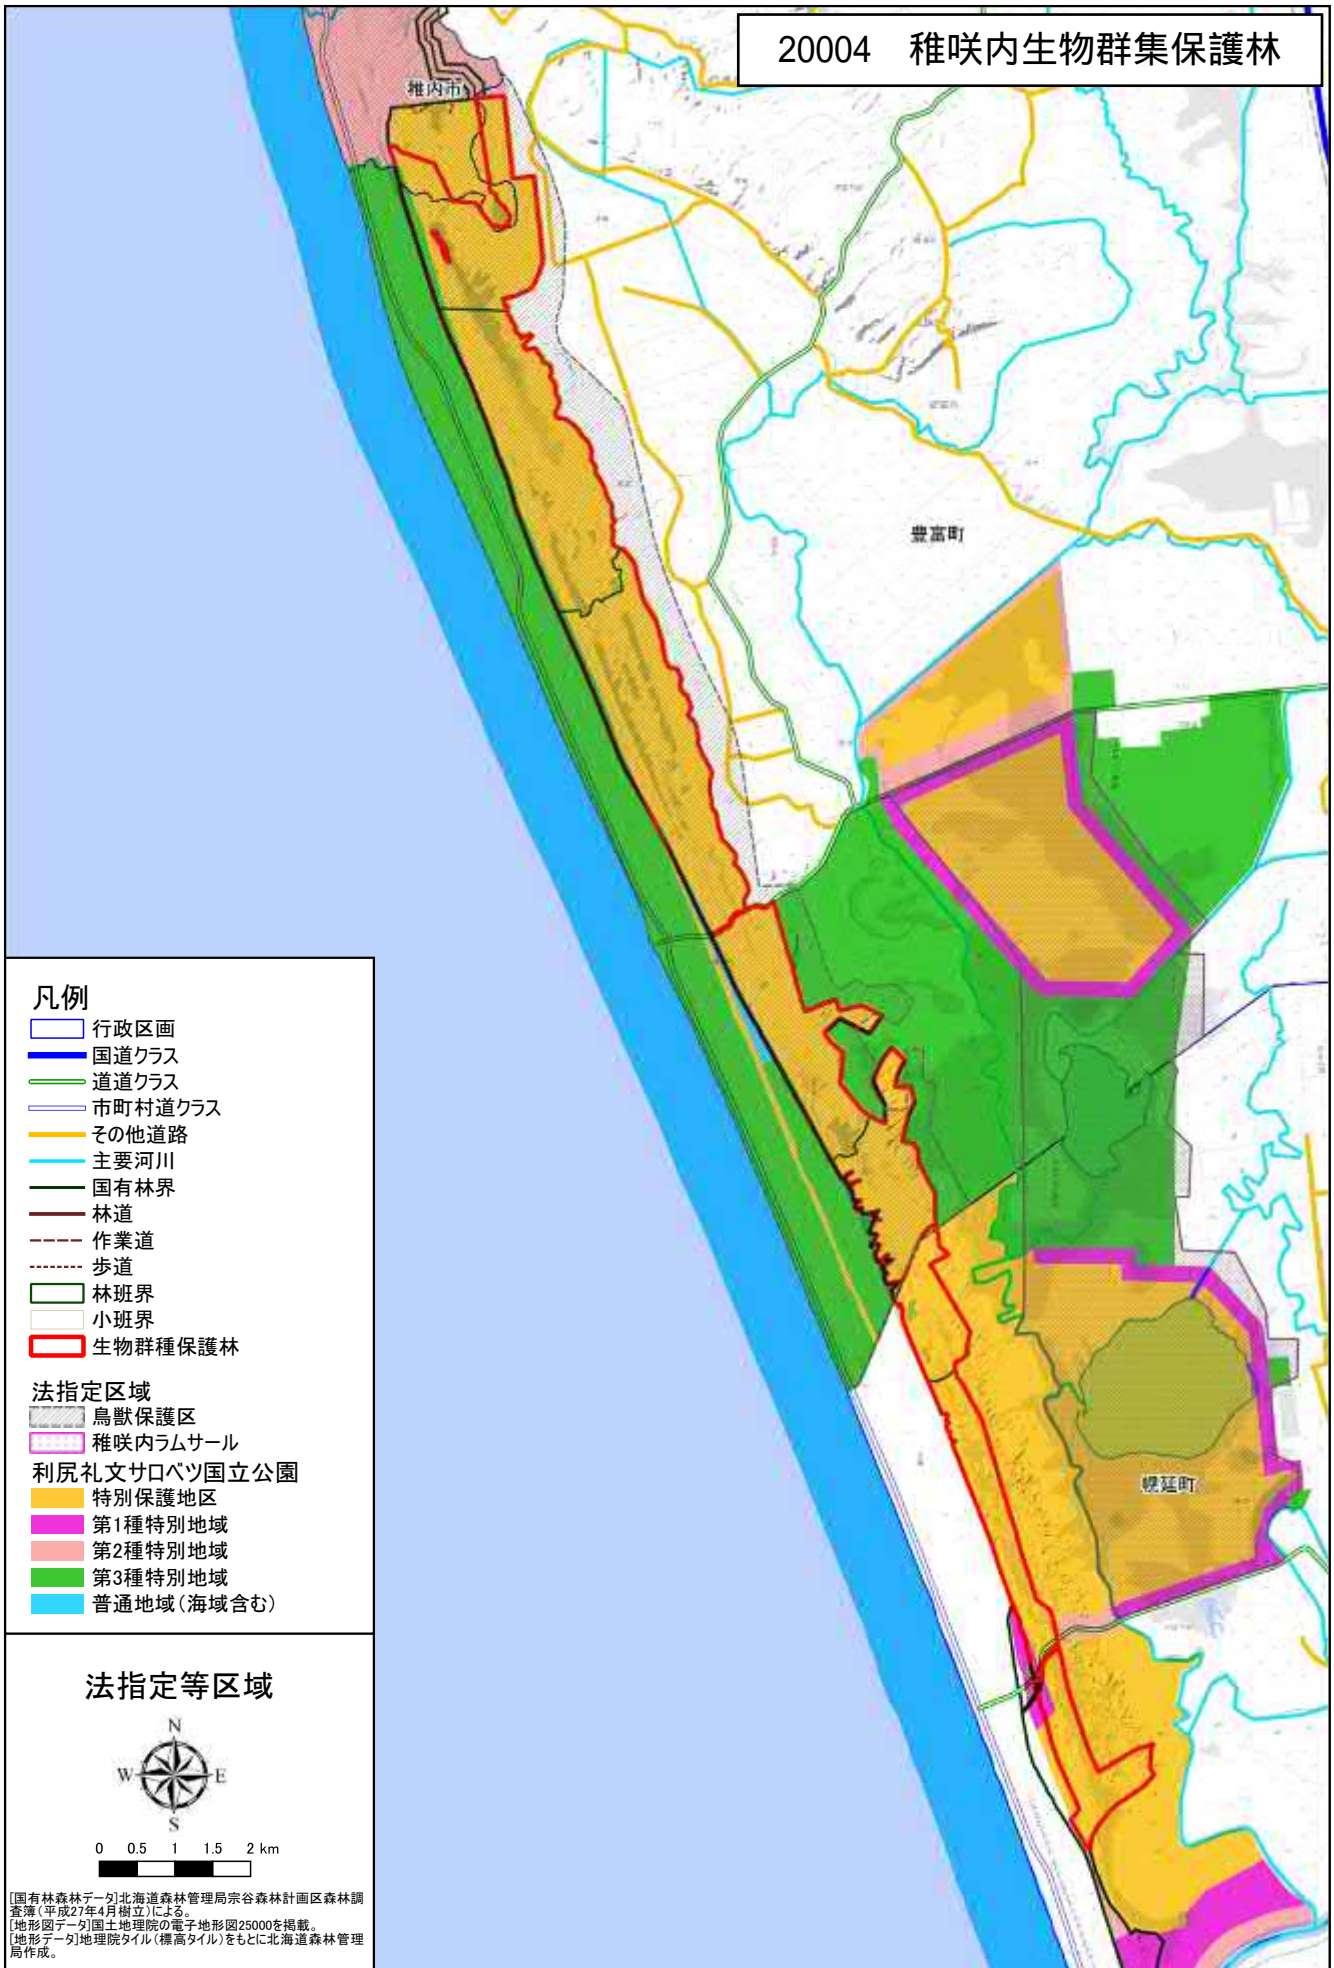 20004　稚咲内生物群集保護林
稚内市
豊富町
幌延町
凡例
行政区画
国道クラス
道道クラス
市町村道クラス
その他道路
主要河川
国有林界
林道
作業道
歩道
林班界
小班界
生物群種保護林
法指定区域
鳥獣保護区
稚咲内ラムサール
利尻礼文サロベツ国立公園
特別保護地区
第1種特別地域
第2種特別地域
第3種特別地域
普通地域(海域含む)
法指定等区域
N
W E
S
0 0.5 1 1.5 2 km
[国有林森林データ]北海道森林管理局宗谷森林計画区森林調
査簿(平成27年4月樹立)による。
[地形図データ]国土地理院の電子地形図25000を掲載。
[地形データ]地理院タイル(標高タイル)をもとに北海道森林管理
局作成。